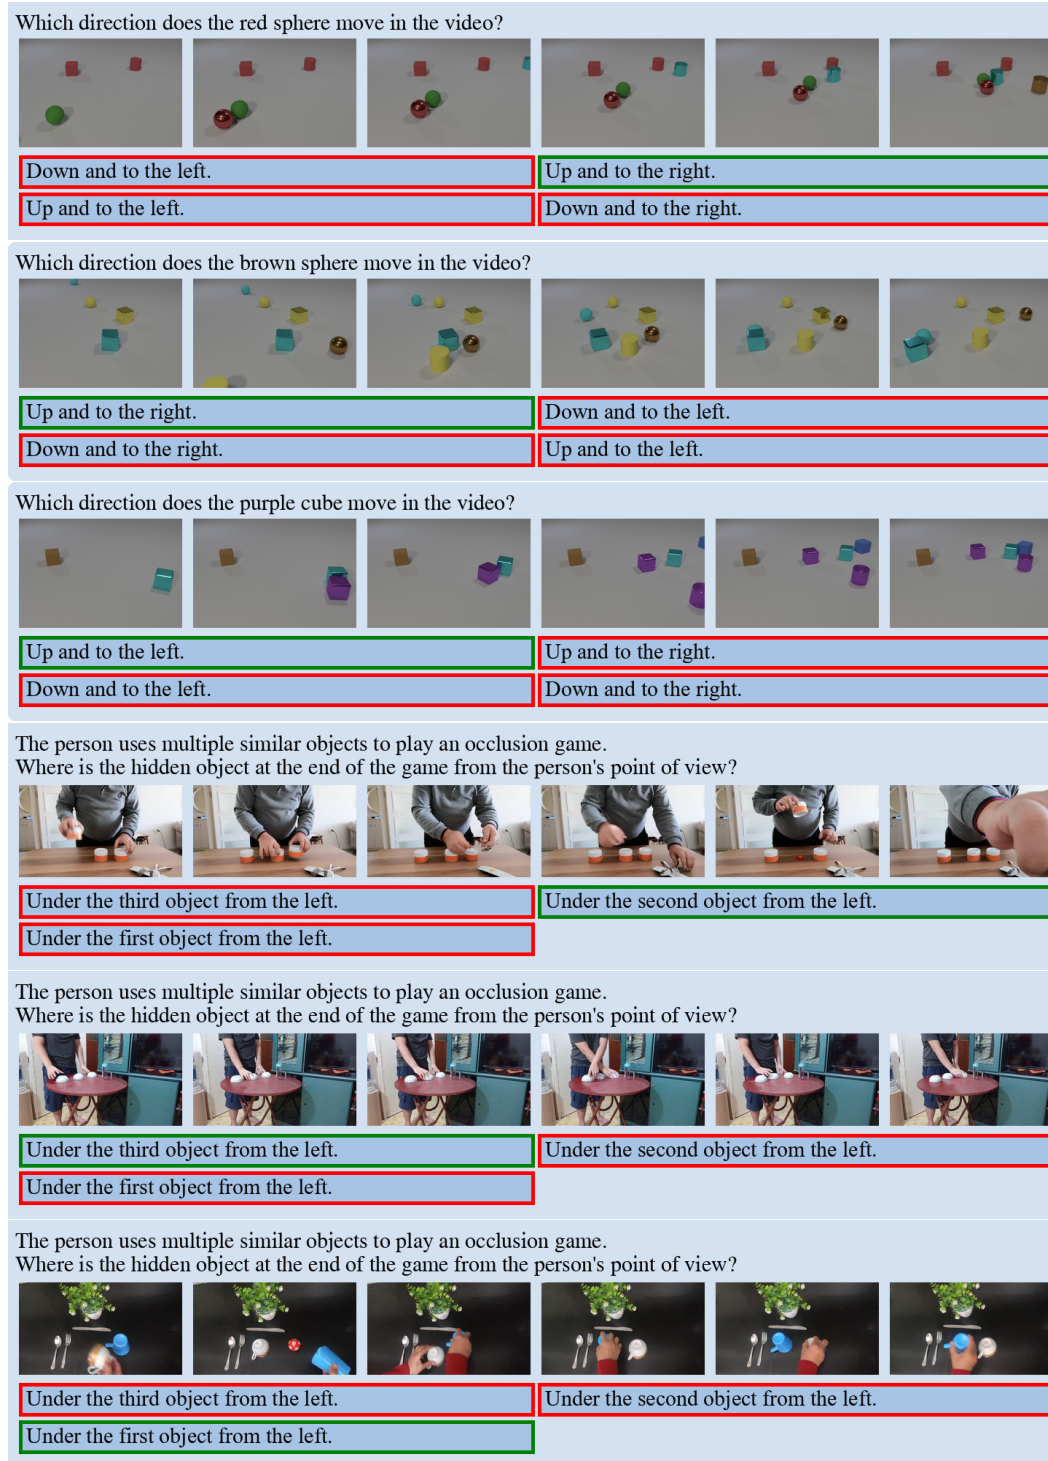 Which direction does the red sphere move in the video?
Down and to the left.
Up and to the right.
Up and to the left.
Down and to the right.
Which direction does the brown sphere move in the video?
Up and to the right.
Down and to the left.
Down and to the right.
Up and to the left.
Which direction does the purple cube move in the video?
Up and to the left.
Up and to the right.
Down and to the left.
Down and to the right.
The person uses multiple similar objects to play an occlusion game.
Where is the hidden object at the end of the game from the person's point of view?
Under the third object from the left.
Under the second object from the left.
Under the first object from the left.
The person uses multiple similar objects to play an occlusion game.
Where is the hidden object at the end of the game from the person's point of view?
Under the third object from the left.
Under the second object from the left.
Under the first object from the left.
The person uses multiple similar objects to play an occlusion game.
Where is the hidden object at the end of the game from the person's point of view?
Under the third object from the left.
Under the second object from the left.
Under the first object from the left.